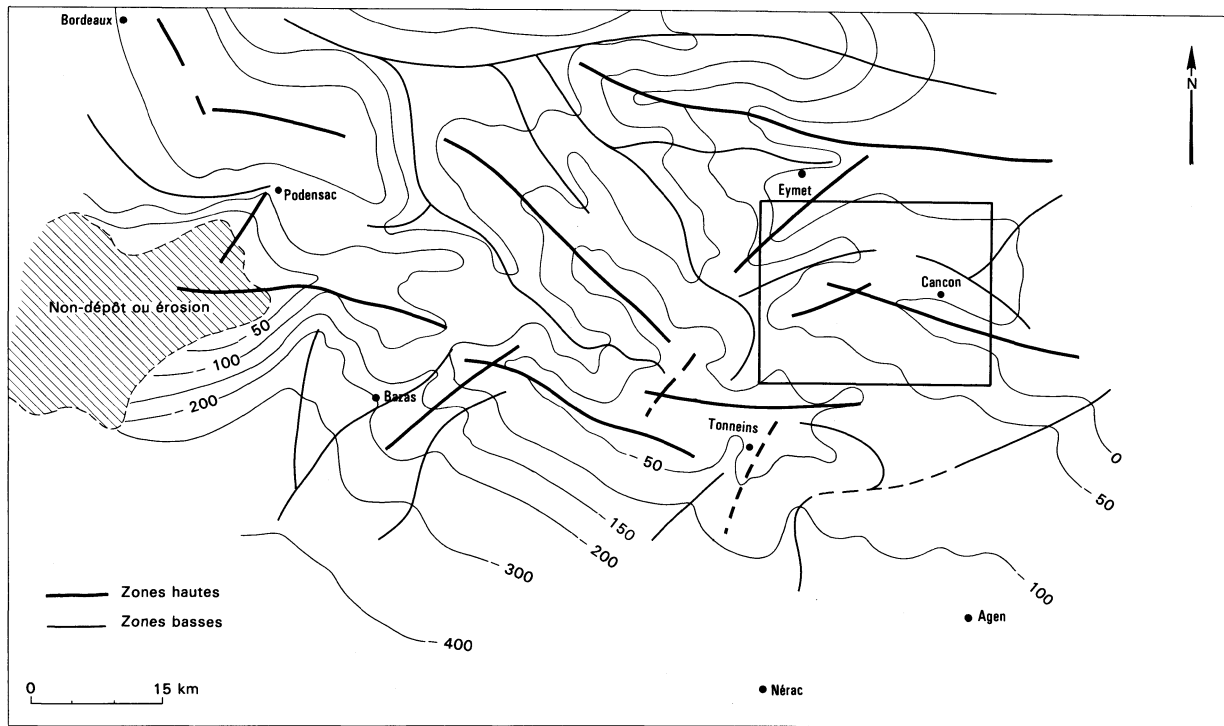 Bordeaux
N
Eymet
Podensac
Cancon
Non-dépôt ou érosion
- 50
- 100
- 200
Bazas
Tonneins
- 50
0
- 50
- 150
- 200
- 300
- 100
- 400
Zones hautes
Zones basses
Agen
Nérac
0 15 km